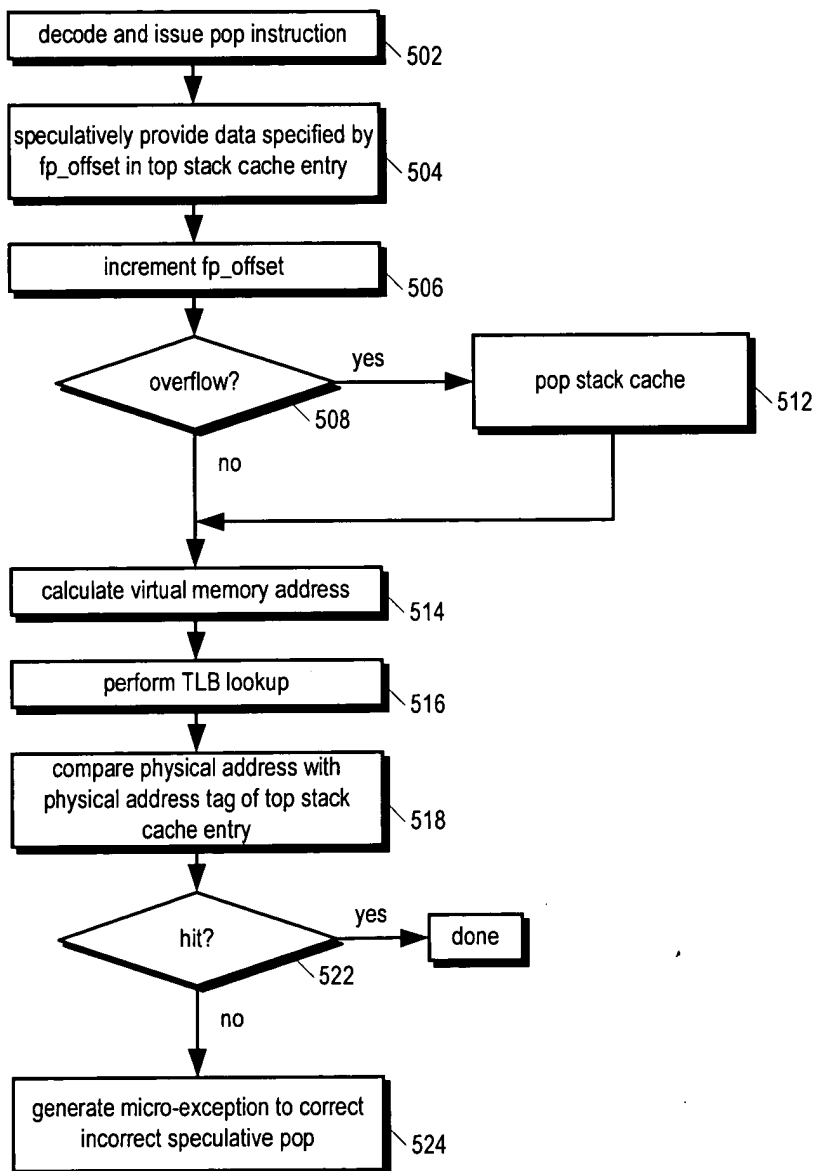 decode and issue pop instruction
502
speculatively provide data specified by
fp_offset in top stack cache entry
504
increment fp_offset
506
overflow?
508
yes
pop stack cache
512
no
calculate virtual memory address
514
perform TLB lookup
516
compare physical address with
physical address tag of top stack
cache entry
518
hit?
522
yes
done
no
generate micro-exception to correct
incorrect speculative pop
524